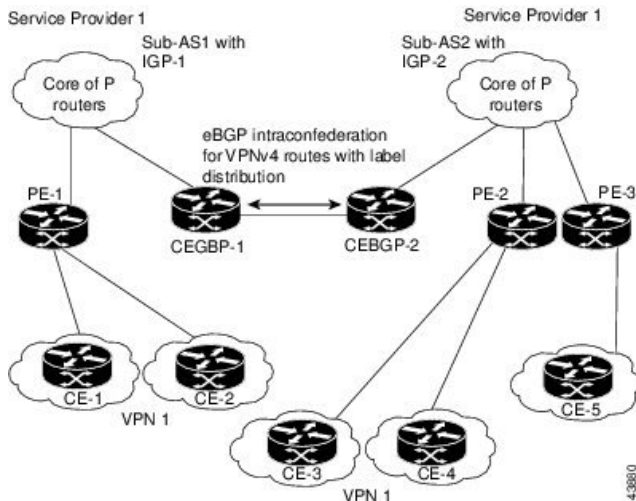 Service Provider 1
Service Provider 1
Sub-AS1 with
IGP-1
Sub-AS2 with
IGP-2
Core of P
routers
Core of P
routers
eBGP intraconfederation
for VPNv4 routes with label
distribution
PE-1
CEGBP-1
CEBGP-2
PE-2
PE-3
CE-1
CE-2
VPN 1
CE-5
CE-3
CE-4
VPN 1
43880